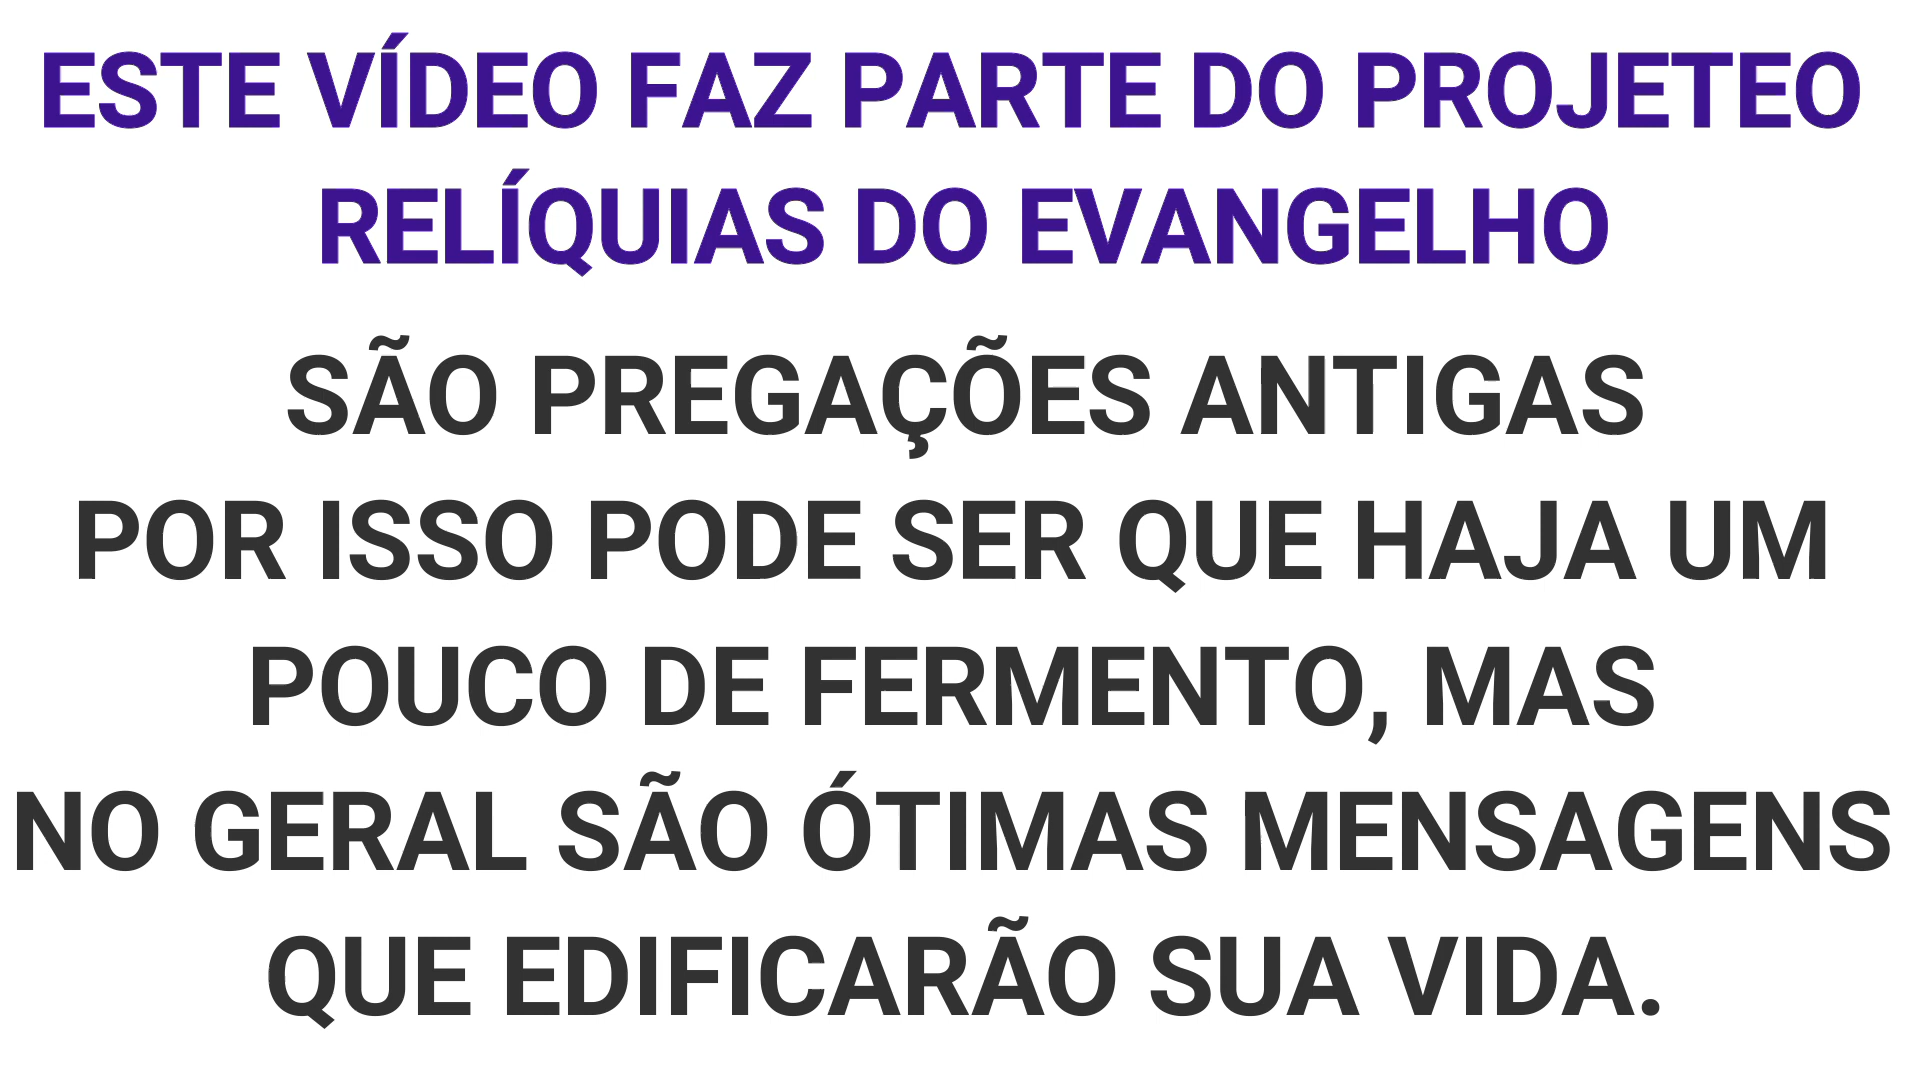 ESTE VÍDEO FAZ PARTE DO PROJETEO
RELÍQUIAS DO EVANGELHO
SÃO PREGAÇÕES ANTIGAS
POR ISSO PODE SER QUE HAJA UM
POUCO DE FERMENTO, MAS
NO GERAL SÃO ÓTIMAS MENSAGENS
QUE EDIFICARÃO SUA VIDA.